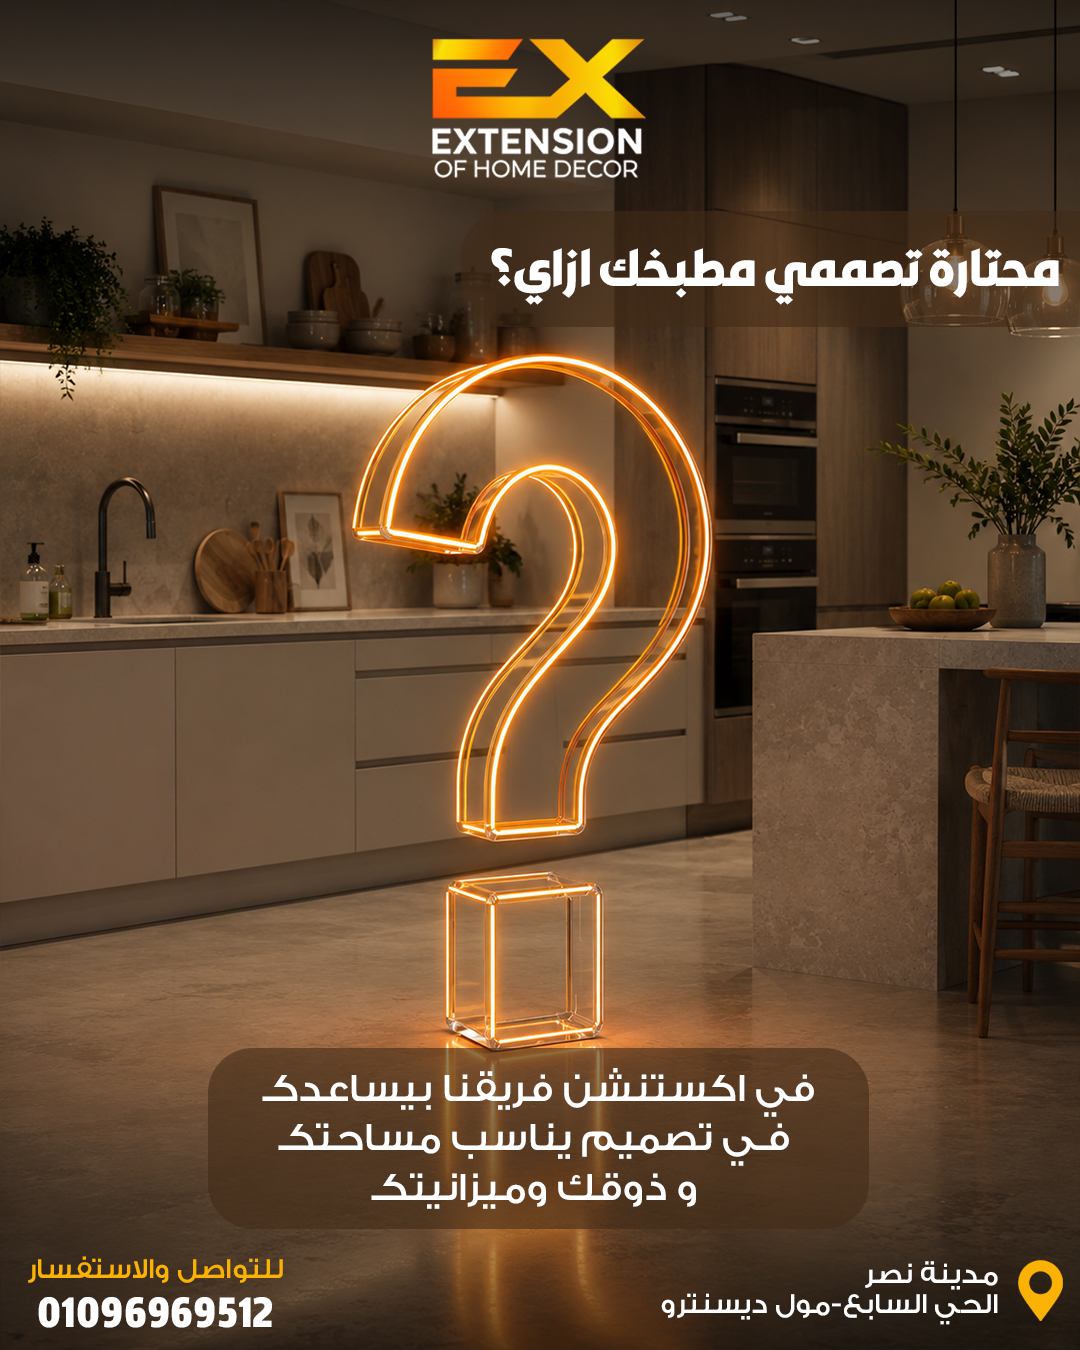 EX
EXTENSION
OF HOME DECOR
محتارة تصممي مطبخك ازاي؟
في اكستنشن فريقنا بيساعدك
في تصميم يناسب مساحتك
و ذوقك وميزانيتك
للتواصل والاستفسار
01096969512
مدينة نصر
الحي السابع-مول ديسنترو